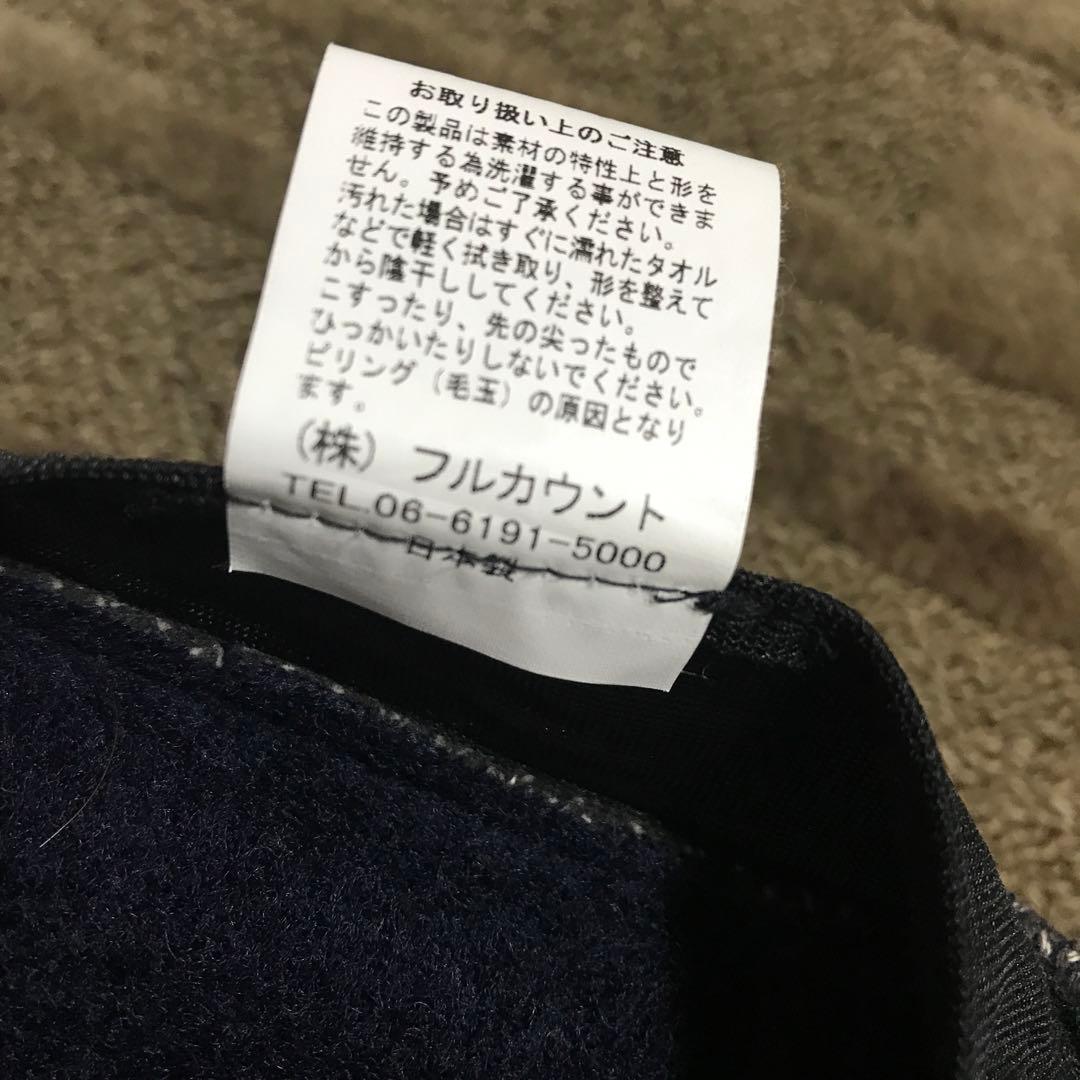 お取り扱い上のご注意
この製品は素材の特性上と形を
維持する為洗濯する事ができま
せん。予めご了承ください。
汚れた場合はすぐに濡れたタオル
などで軽く拭き取り、形を整えて
から陰干ししてください。
こすったり、先の尖ったもので
ひっかいたりしないでください。
ピリング（毛玉）の原因となり
ます。
（株）フルカウント
TEL.06-6191-5000
日本製